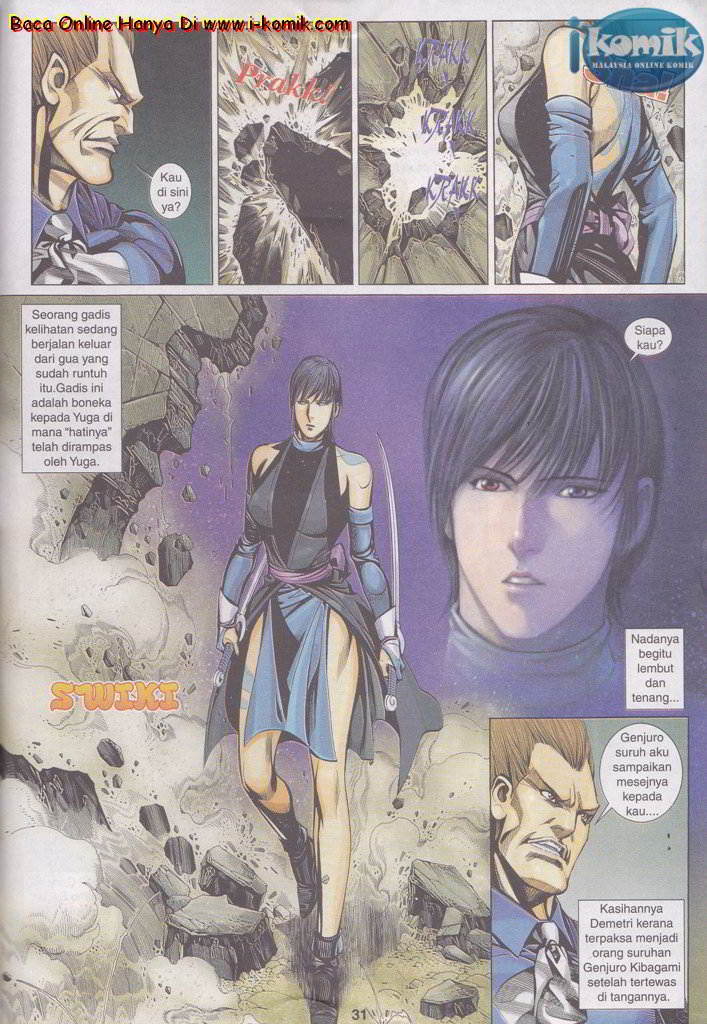 Baca Online Hanya Di www.i-komik.com
ikomik
MALAYSIA ONLINE KOMIK
Kau
di sini
ya?
Prakk!
KRAKK
KRAKK
KRAKK
Seorang gadis
kelihatan sedang
berjalan keluar
dari gua yang
sudah runtuh
itu.Gadis ini
adalah boneka
kepada Yuga di
mana “hatinya”
telah dirampas
oleh Yuga.
Siapa
kau?
Nadanya
begitu
lembut
dan
tenang...
SWIKI
Genjuro
suruh aku
sampaikan
mesejnya
kepada
kau....
Kasihannya
Demetri kerana
terpaksa menjadi
orang suruhan
Genjuro Kibagami
setelah tertewas
di tangannya.
31